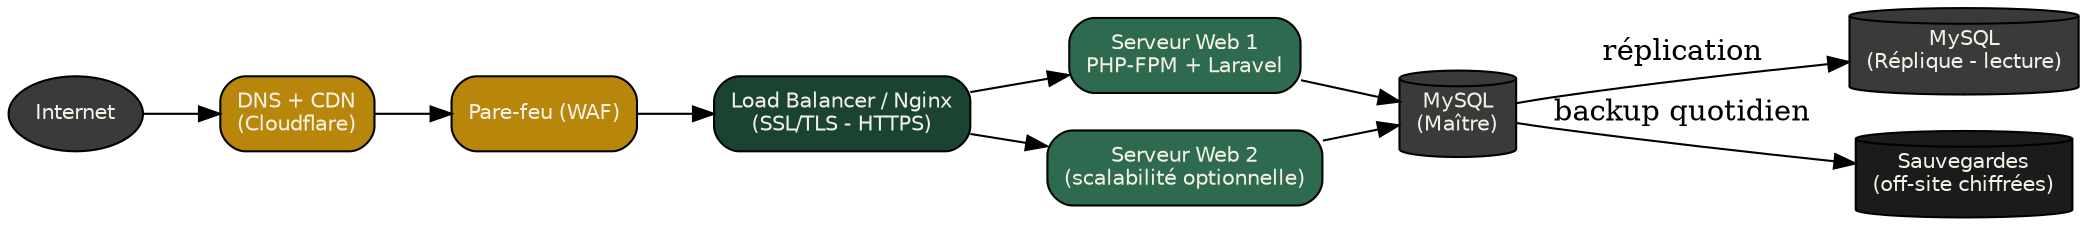 Internet
DNS + CDN
(Cloudflare)
Pare-feu (WAF)
Load Balancer / Nginx
(SSL/TLS - HTTPS)
Serveur Web 1
PHP-FPM + Laravel
Serveur Web 2
(scalabilité optionnelle)
MySQL
(Maître)
réplication
backup quotidien
MySQL
(Réplique - lecture)
Sauvegardes
(off-site chiffrées)